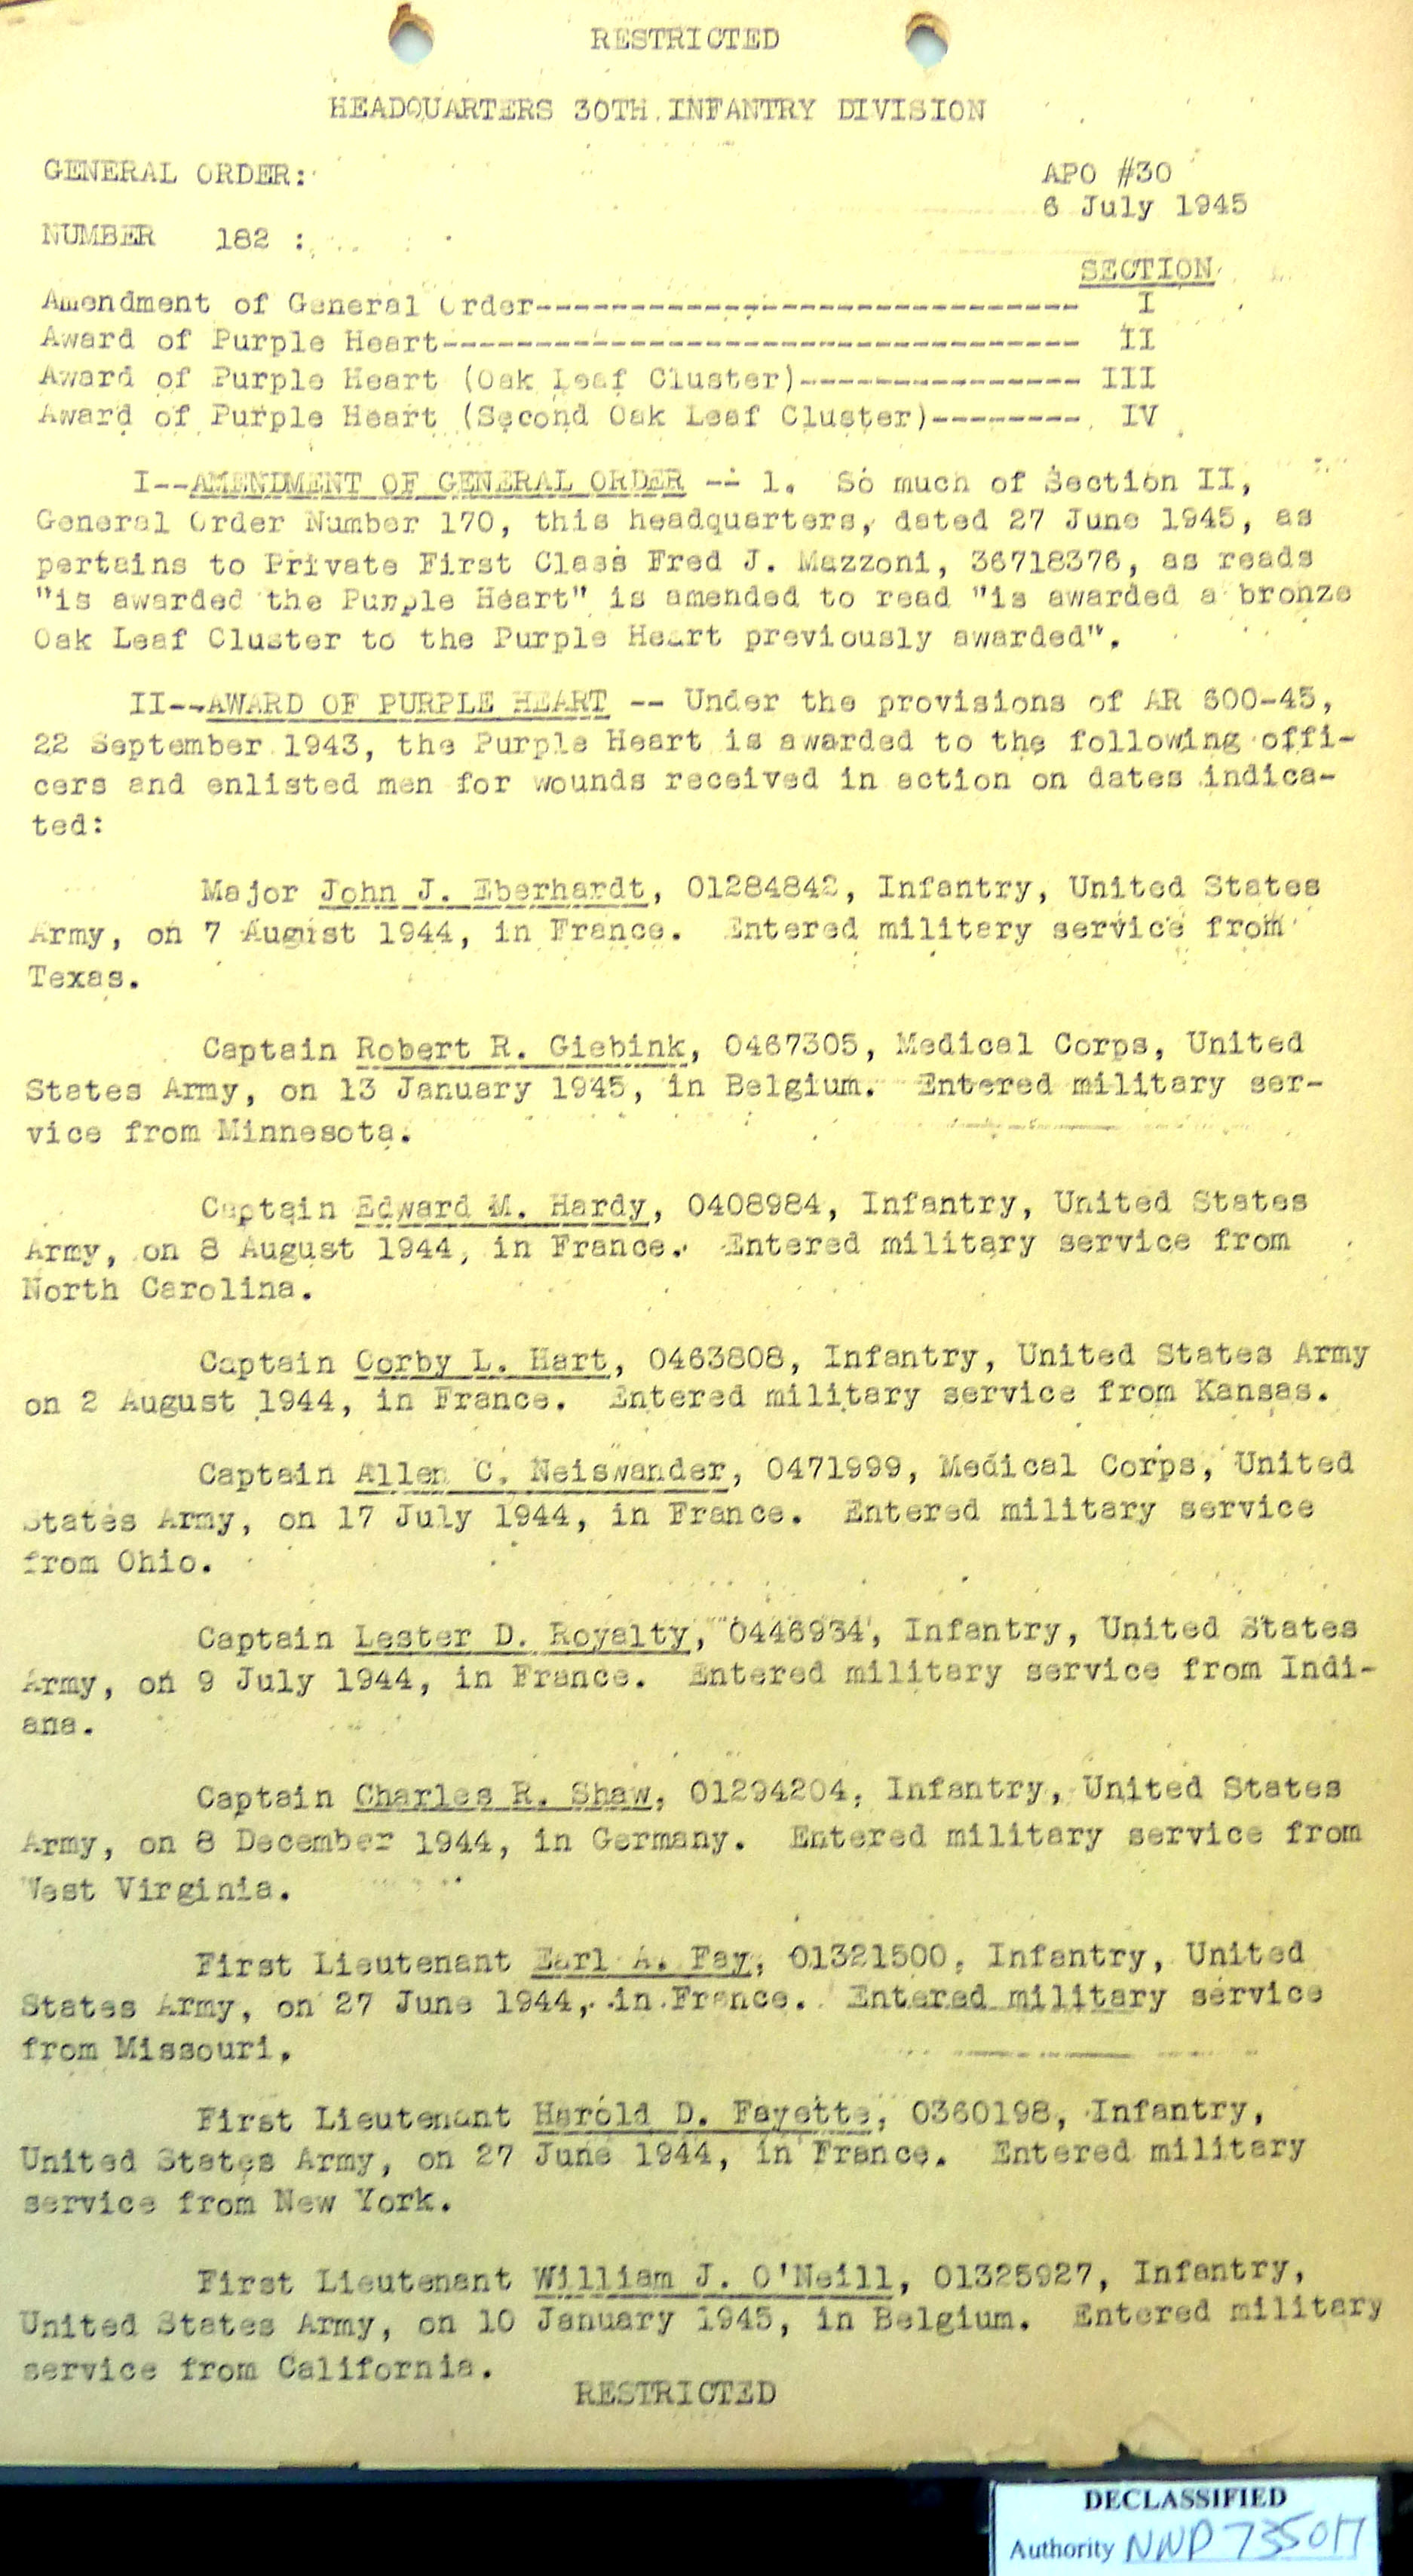 RESTRICTED
HEADQUARTERS 30TH INFANTRY DIVISION
GENERAL ORDER:
APO #30
6 July 1945
NUMBER 182 :
SECTION
Amendment of General Order----------------------------- I
Award of Purple Heart---------------------------------- II
Award of Purple Heart (Oak Leaf Cluster)--------------- III
Award of Purple Heart (Second Oak Leaf Cluster)-------- IV
I--AMENDMENT OF GENERAL ORDER -- 1. So much of Section II,
General Order Number 170, this headquarters, dated 27 June 1945, as
pertains to Private First Class Fred J. Mazzoni, 36718376, as reads
"is awarded the Purple Heart" is amended to read "is awarded a bronze
Oak Leaf Cluster to the Purple Heart previously awarded".
II--AWARD OF PURPLE HEART -- Under the provisions of AR 600-45,
22 September 1943, the Purple Heart is awarded to the following offi-
cers and enlisted men for wounds received in action on dates indica-
ted:
Major John J. Eberhardt, 01284842, Infantry, United States
Army, on 7 August 1944, in France. Entered military service from
Texas.
Captain Robert R. Giebink, 0467305, Medical Corps, United
States Army, on 13 January 1945, in Belgium. Entered military ser-
vice from Minnesota.
Captain Edward M. Hardy, 0408984, Infantry, United States
Army, on 8 August 1944, in France. Entered military service from
North Carolina.
Captain Corby L. Hart, 0463808, Infantry, United States Army
on 2 August 1944, in France. Entered military service from Kansas.
Captain Allen C. Neiswander, 0471999, Medical Corps, United
States Army, on 17 July 1944, in France. Entered military service
from Ohio.
Captain Lester D. Royalty, 0446934, Infantry, United States
Army, on 9 July 1944, in France. Entered military service from Indi-
ana.
Captain Charles R. Shaw, 01294204, Infantry, United States
Army, on 8 December 1944, in Germany. Entered military service from
West Virginia.
First Lieutenant Earl A. Fay, 01321500, Infantry, United
States Army, on 27 June 1944, in France. Entered military service
from Missouri.
First Lieutenant Harold D. Fayette, 0360198, Infantry,
United States Army, on 27 June 1944, in France. Entered military
service from New York.
First Lieutenant William J. O'Neill, 01325927, Infantry,
United States Army, on 10 January 1945, in Belgium. Entered military
service from California.
RESTRICTED
DECLASSIFIED
Authority NND 735017